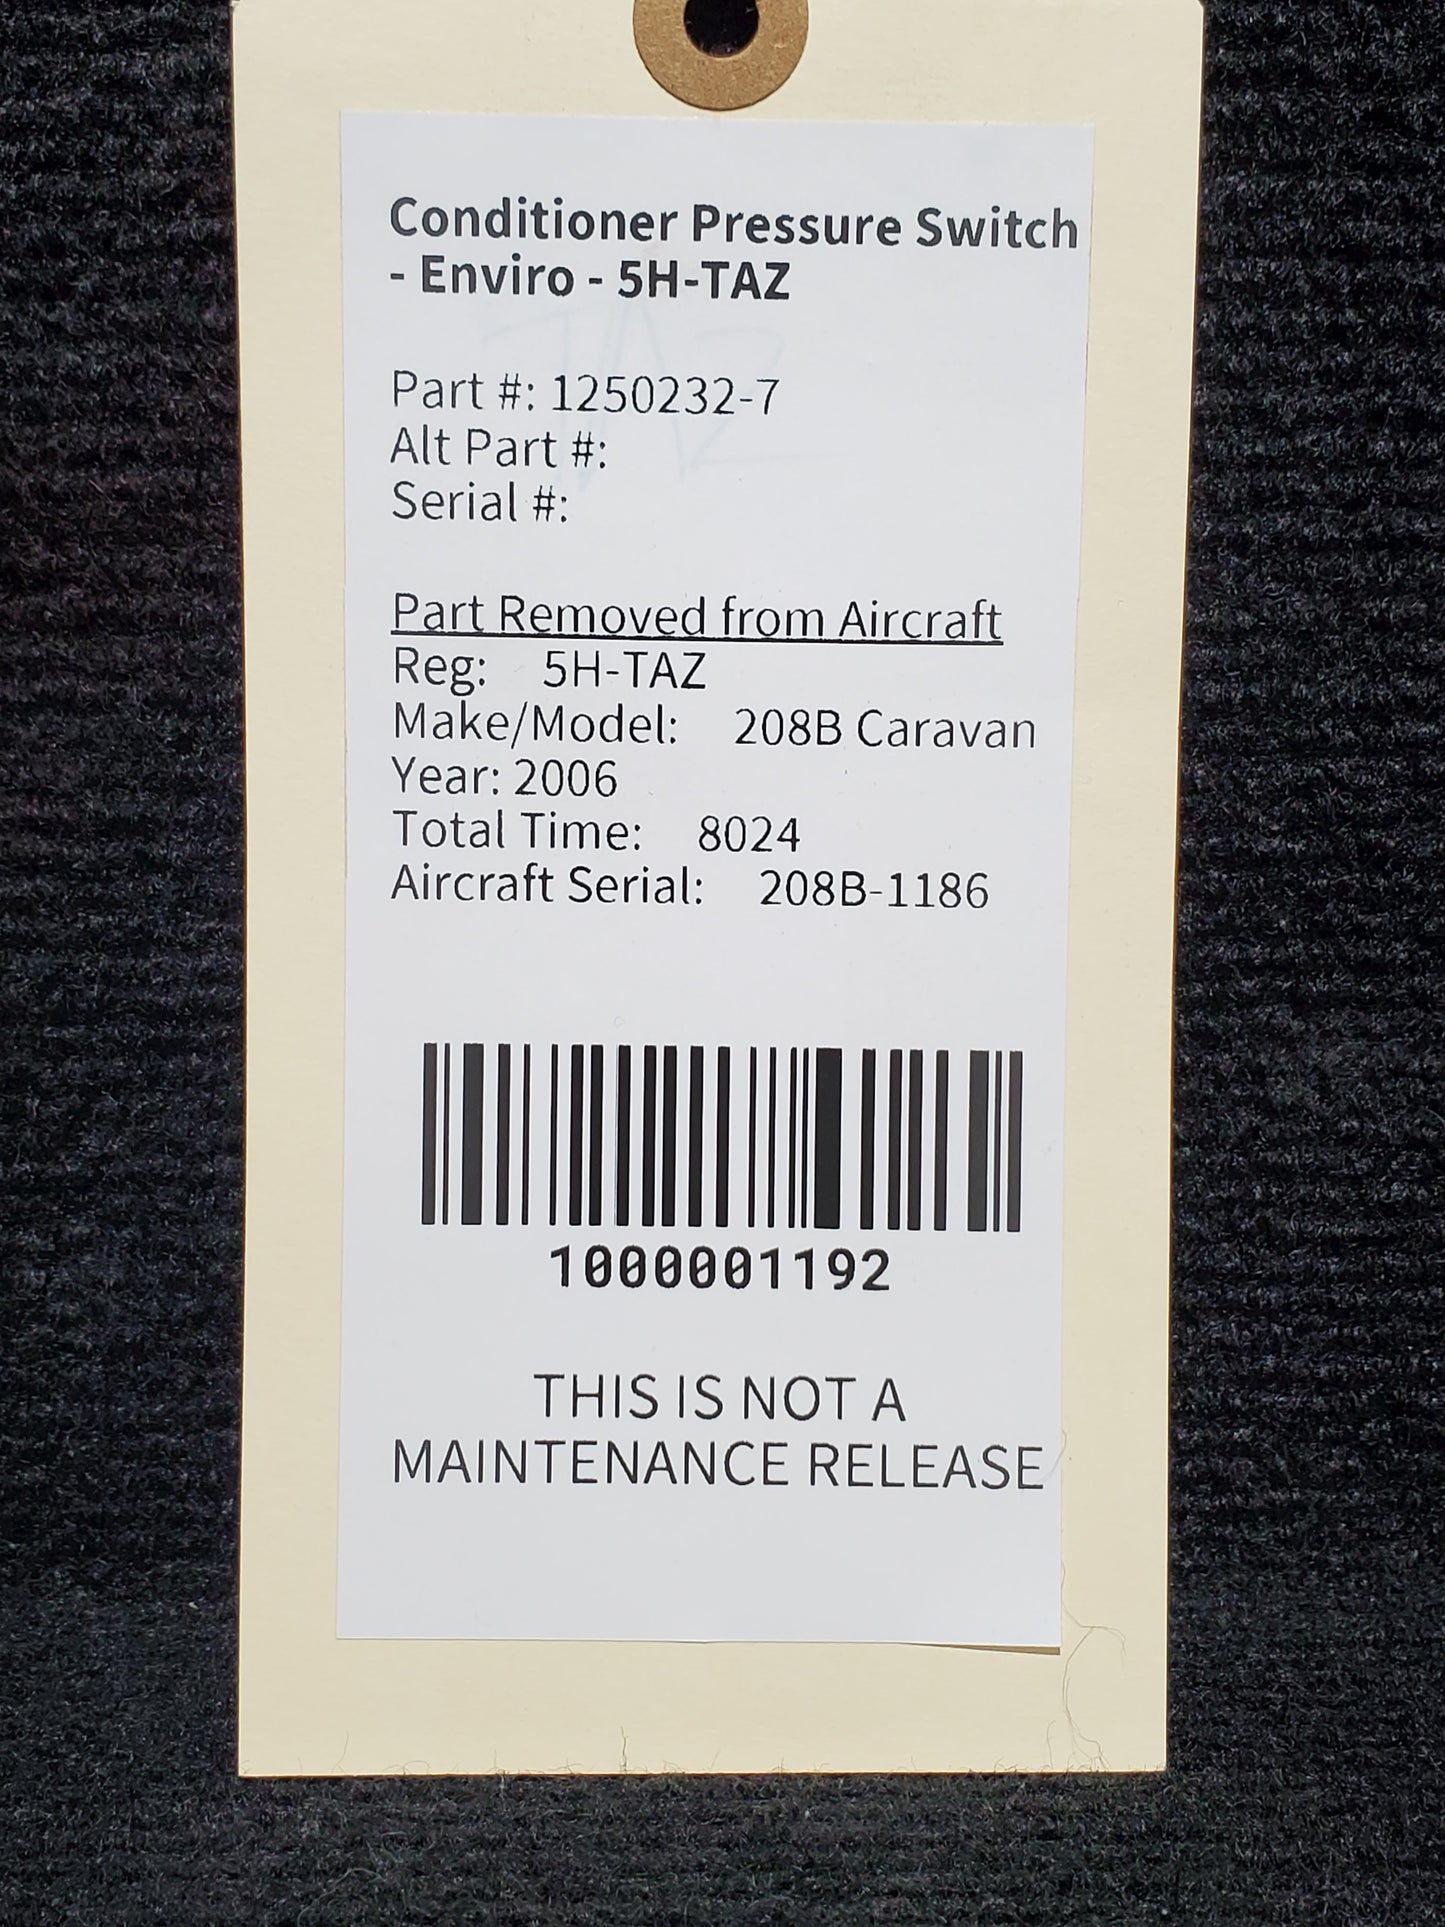 Conditioner Pressure Switch
- Enviro - 5H-TAZ
TAZ
Part #: 1250232-7
Alt Part #:
Serial #:
Part Removed from Aircraft
Reg: 5H-TAZ
Make/Model: 208B Caravan
Year: 2006
Total Time: 8024
Aircraft Serial: 208B-1186
1000001192
THIS IS NOT A
MAINTENANCE RELEASE